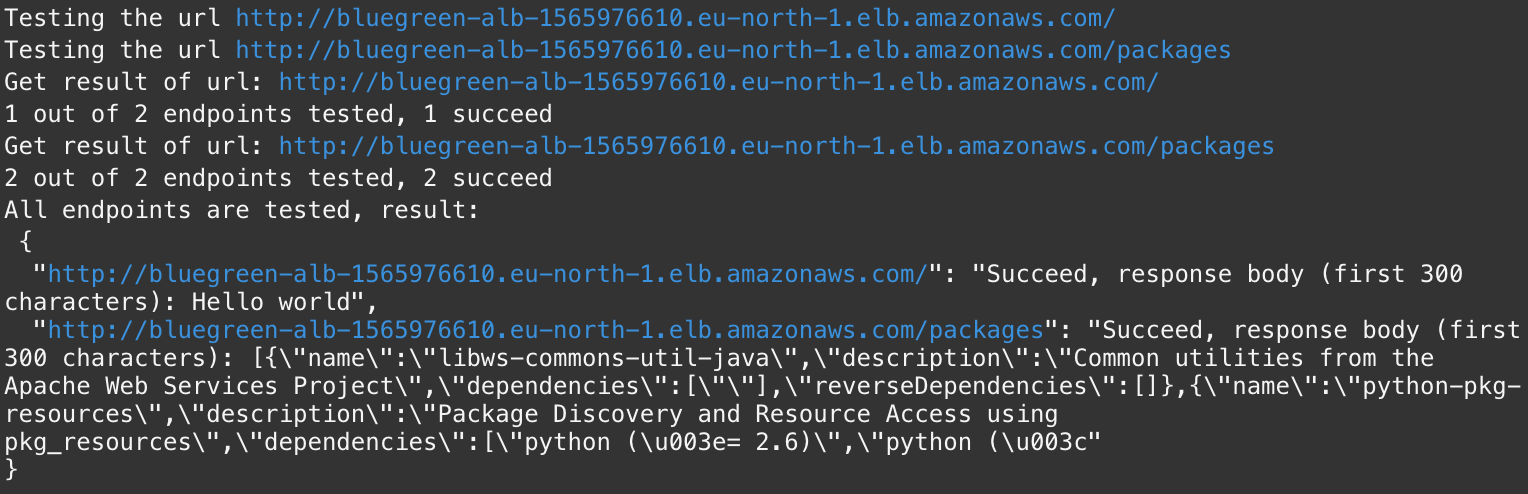 Testing the url http://bluegreen-alb-1565976610.eu-north-1.elb.amazonaws.com/
Testing the url http://bluegreen-alb-1565976610.eu-north-1.elb.amazonaws.com/packages
Get result of url: http://bluegreen-alb-1565976610.eu-north-1.elb.amazonaws.com/
1 out of 2 endpoints tested, 1 succeed
Get result of url: http://bluegreen-alb-1565976610.eu-north-1.elb.amazonaws.com/packages
2 out of 2 endpoints tested, 2 succeed
All endpoints are tested, result:
 {
  "http://bluegreen-alb-1565976610.eu-north-1.elb.amazonaws.com/": "Succeed, response body (first 300
characters): Hello world",
  "http://bluegreen-alb-1565976610.eu-north-1.elb.amazonaws.com/packages": "Succeed, response body (first
300 characters): [{\"name\":\"libws-commons-util-java\",\"description\":\"Common utilities from the
Apache Web Services Project\",\"dependencies\":[\"\"],\"reverseDependencies\":[]},{\"name\":\"python-pkg-
resources\",\"description\":\"Package Discovery and Resource Access using
pkg_resources\",\"dependencies\":[\"python (\u003e= 2.6)\",\"python (\u003c"
}